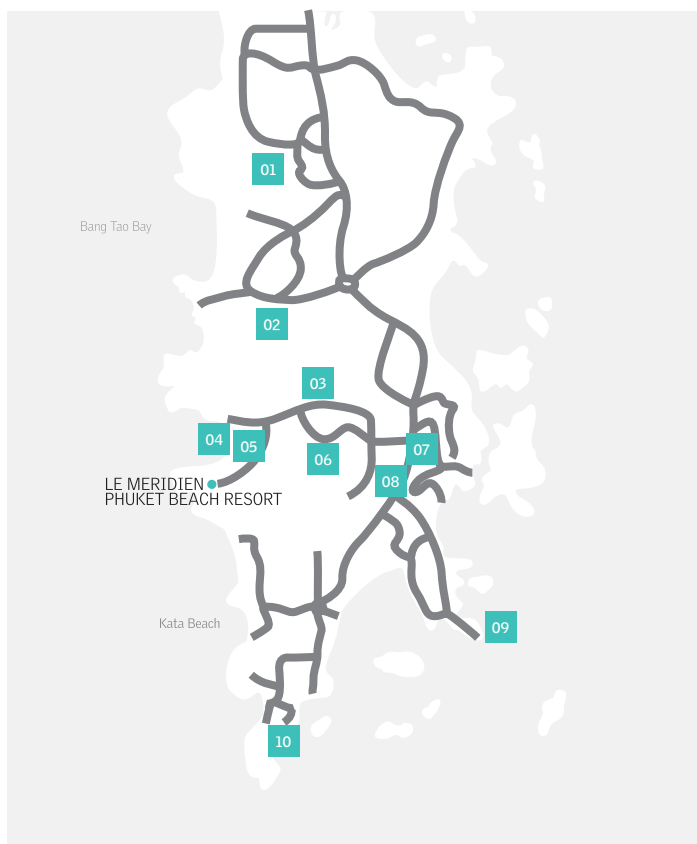 01
Bang Tao Bay
02
03
04
05
06
07
08
LE MERIDIEN
PHUKET BEACH RESORT
Kata Beach
09
10